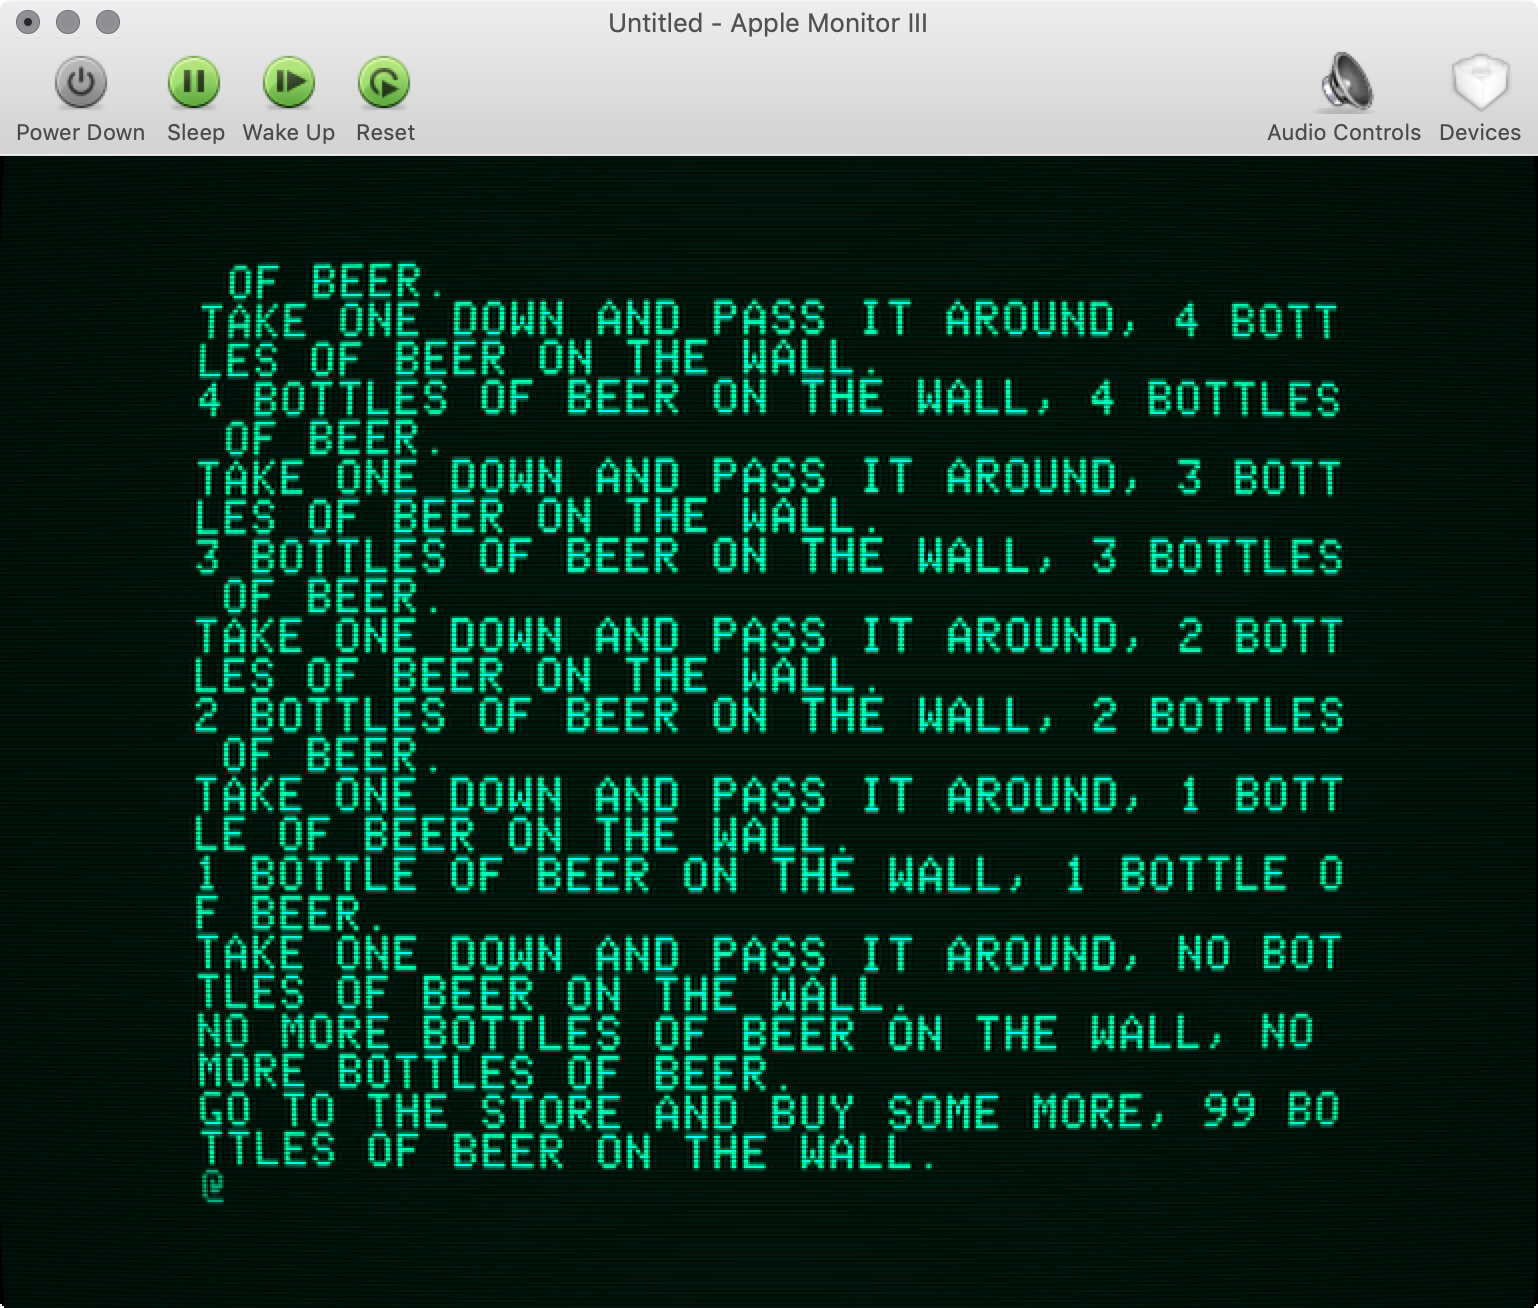 Untitled - Apple Monitor III
Power Down Sleep Wake Up Reset Audio Controls Devices
 OF BEER.
TAKE ONE DOWN AND PASS IT AROUND, 4 BOTT
LES OF BEER ON THE WALL.
4 BOTTLES OF BEER ON THE WALL, 4 BOTTLES
 OF BEER.
TAKE ONE DOWN AND PASS IT AROUND, 3 BOTT
LES OF BEER ON THE WALL.
3 BOTTLES OF BEER ON THE WALL, 3 BOTTLES
 OF BEER.
TAKE ONE DOWN AND PASS IT AROUND, 2 BOTT
LES OF BEER ON THE WALL.
2 BOTTLES OF BEER ON THE WALL, 2 BOTTLES
 OF BEER.
TAKE ONE DOWN AND PASS IT AROUND, 1 BOTT
LE OF BEER ON THE WALL.
1 BOTTLE OF BEER ON THE WALL, 1 BOTTLE O
F BEER.
TAKE ONE DOWN AND PASS IT AROUND, NO BOT
TLES OF BEER ON THE WALL.
NO MORE BOTTLES OF BEER ON THE WALL, NO
MORE BOTTLES OF BEER.
GO TO THE STORE AND BUY SOME MORE, 99 BO
TTLES OF BEER ON THE WALL.
@